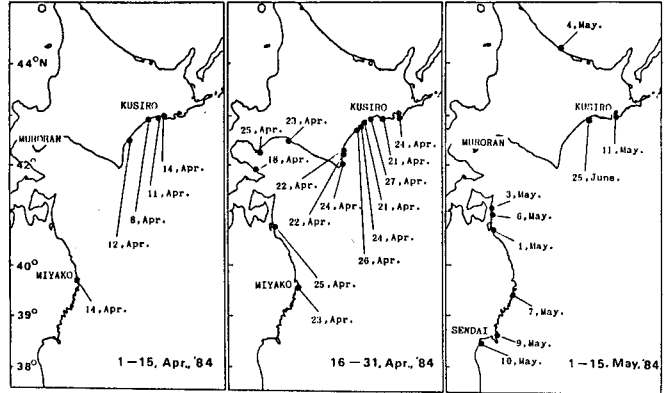 44°N
KUSIRO
MURORAN
42°
14, Apr.
11, Apr.
8, Apr.
12, Apr.
40°
MIYAKO
14, Apr.
39°
38°
1-15, Apr., '84
23, Apr.
25, Apr.
KUSIRO
18, Apr.
24, Apr.
21, Apr.
22, Apr.
27, Apr.
24, Apr.
21, Apr.
22, Apr.
24, Apr.
26, Apr.
25, Apr.
MIYAKO
23, Apr.
16-31, Apr., '84
4, May.
KUSIRO
MURORAN
11, May.
25, June.
3, May.
6, May.
1, May.
7, May.
SENDAI
9, May.
10, May.
1-15, May, '84